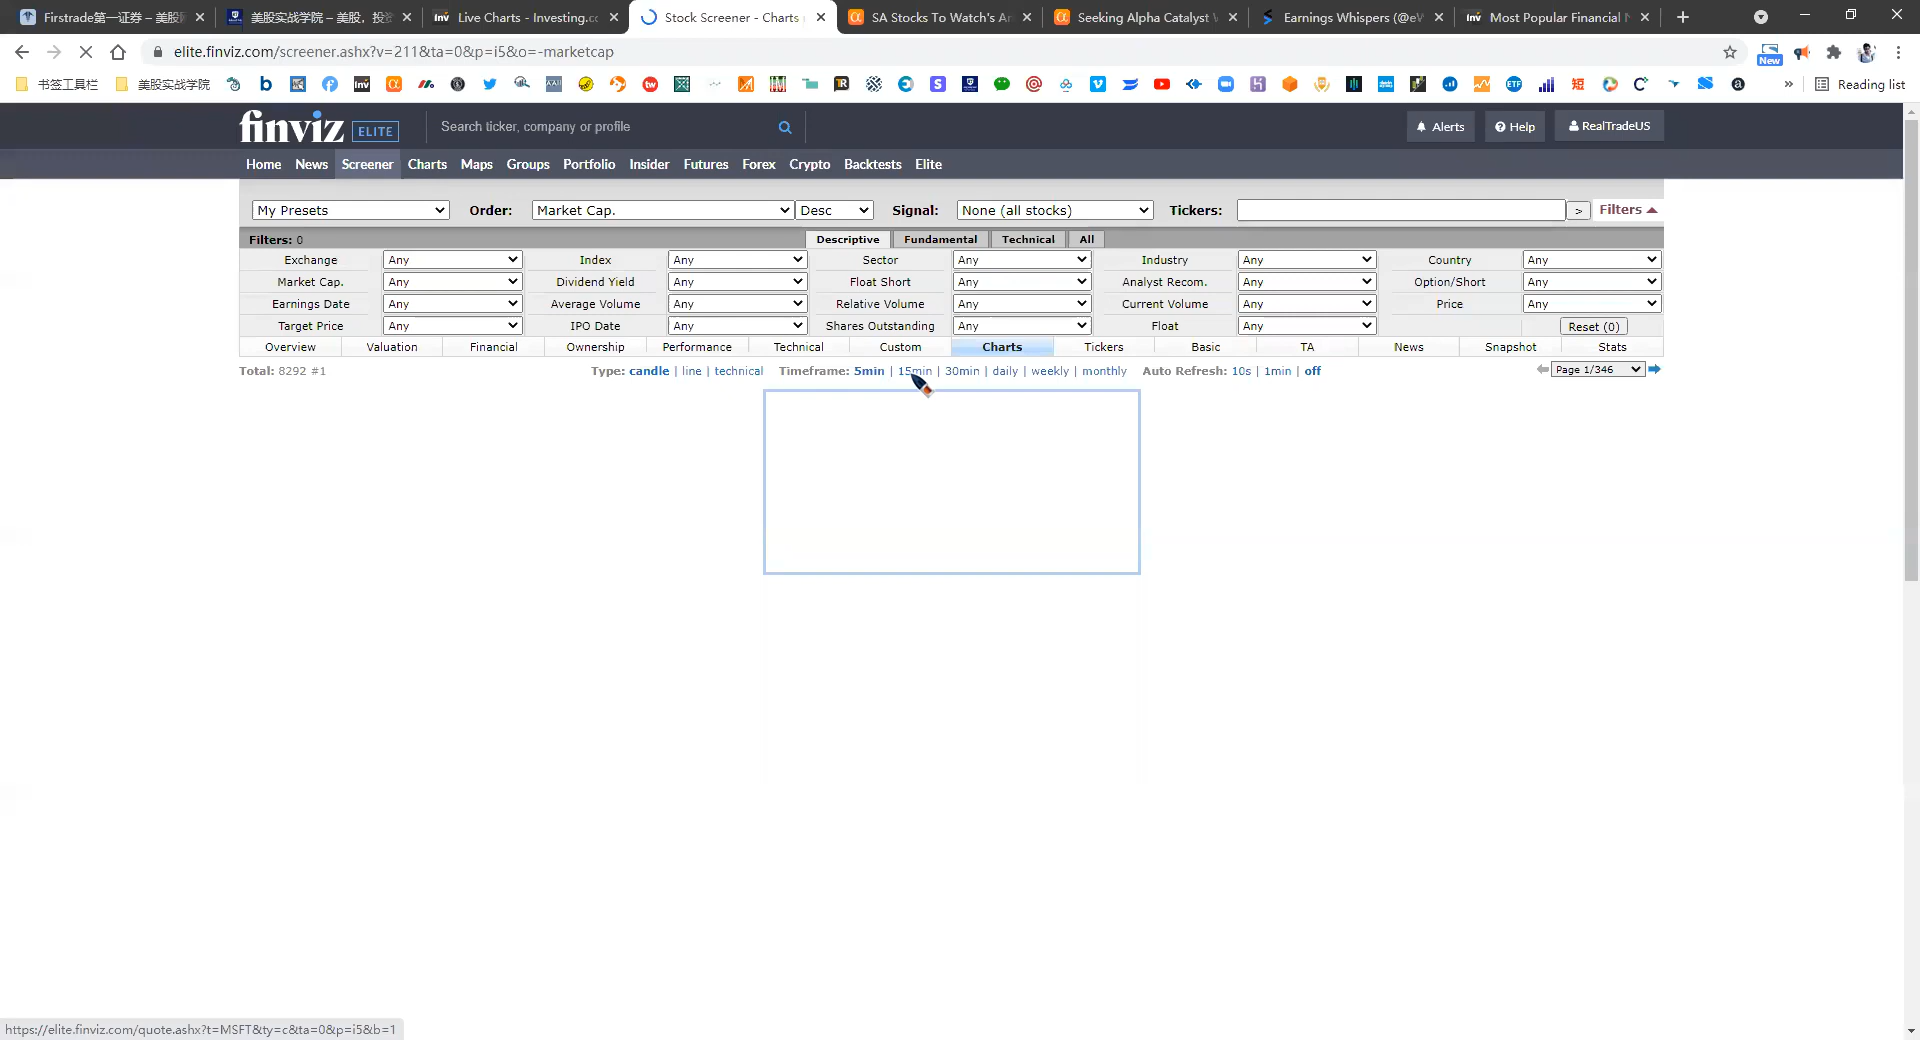 Firstrade第一证券 – 美股
美股实战学院 – 美股，投资
Live Charts - Investing.co
Stock Screener - Charts
SA Stocks To Watch's Ar
Seeking Alpha Catalyst
Earnings Whispers (@eW
Most Popular Financial
elite.finviz.com/screener.ashx?v=211&ta=0&p=i5&o=-marketcap
New
书签工具栏 美股实战学院 » Reading list
finviz ELITE Search ticker, company or profile Alerts Help RealTradeUS
Home News Screener Charts Maps Groups Portfolio Insider Futures Forex Crypto Backtests Elite
My Presets Order: Market Cap. Desc Signal: None (all stocks) Tickers: > Filters
Filters: 0 Descriptive Fundamental Technical All
Exchange Any Index Any Sector Any Industry Any Country Any
Market Cap. Any Dividend Yield Any Float Short Any Analyst Recom. Any Option/Short Any
Earnings Date Any Average Volume Any Relative Volume Any Current Volume Any Price Any
Target Price Any IPO Date Any Shares Outstanding Any Float Any Reset (0)
Overview Valuation Financial Ownership Performance Technical Custom Charts Tickers Basic TA News Snapshot Stats
Total: 8292 #1 Type: candle | line | technical Timeframe: 5min | 15min | 30min | daily | weekly | monthly Auto Refresh: 10s | 1min | off Page 1/346
https://elite.finviz.com/quote.ashx?t=MSFT&ty=c&ta=0&p=i5&b=1